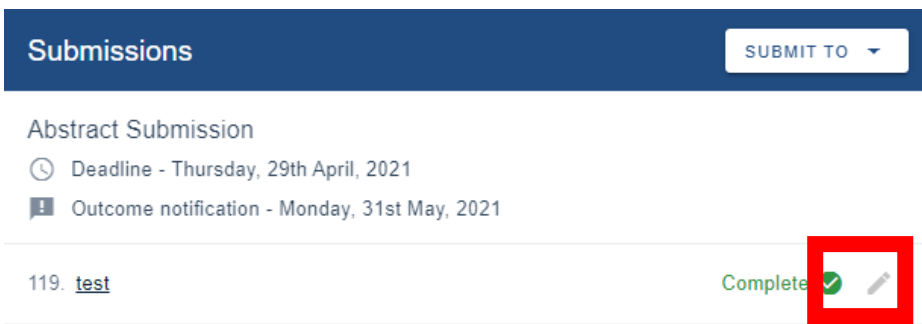 Submissions
SUBMIT TO
Abstract Submission
Deadline - Thursday, 29th April, 2021
Outcome notification - Monday, 31st May, 2021
119. test Complete